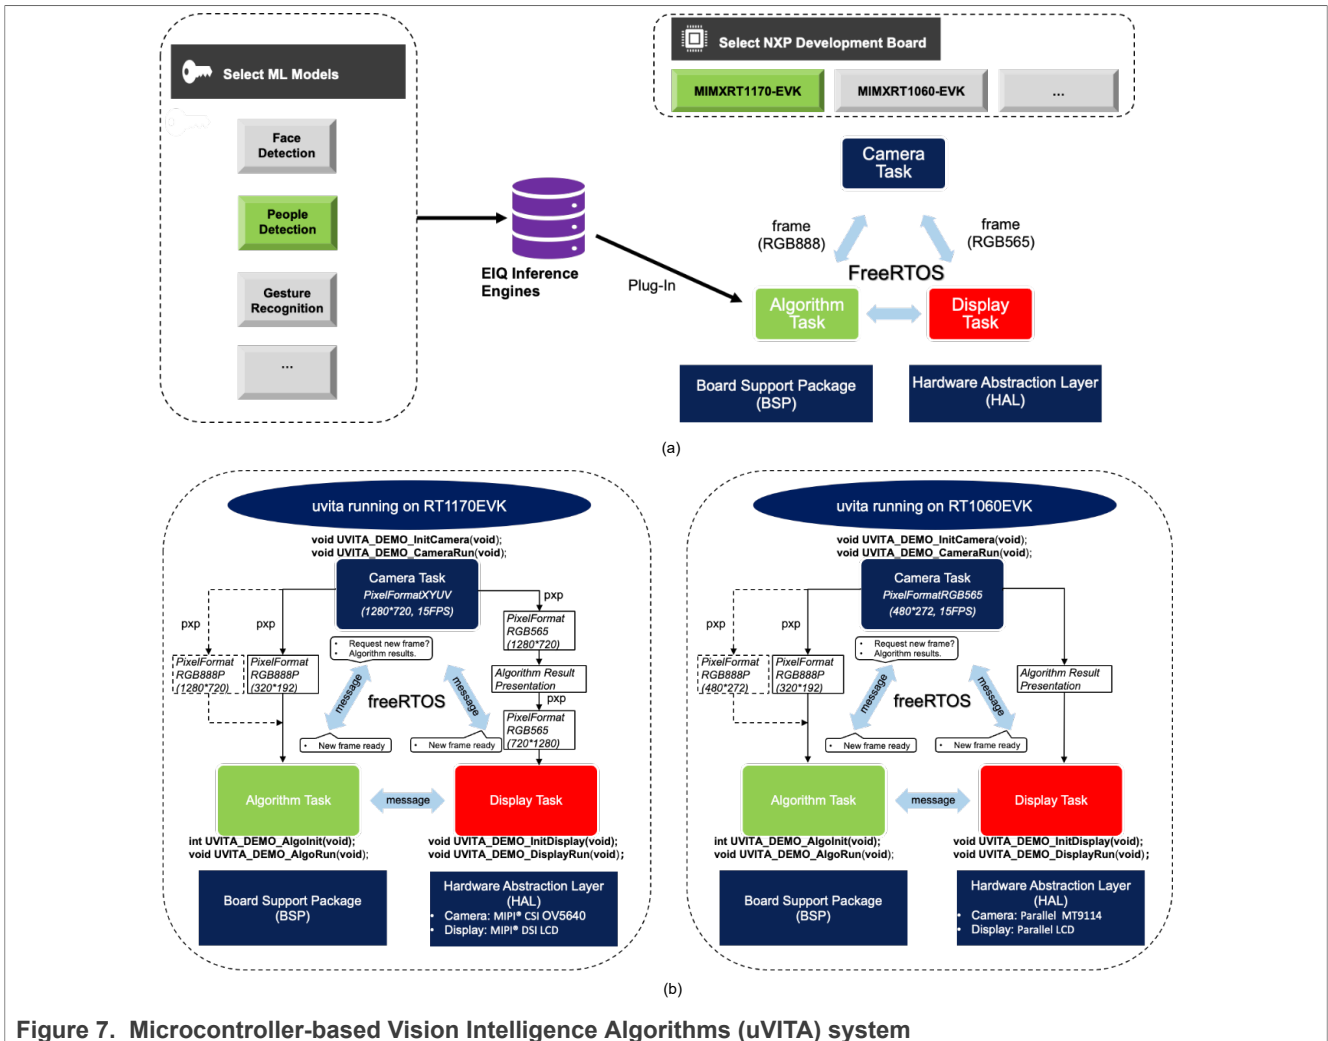 Select ML Models
Face
Detection
People
Detection
Gesture
Recognition
...
EIQ Inference
Engines
Plug-In
Select NXP Development Board
MIMXRT1170-EVK
MIMXRT1060-EVK
...
Camera
Task
frame
(RGB888)
frame
(RGB565)
FreeRTOS
Algorithm
Task
Display
Task
Board Support Package
(BSP)
Hardware Abstraction Layer
(HAL)
(a)
uvita running on RT1170EVK
void UVITA_DEMO_InitCamera(void);
void UVITA_DEMO_CameraRun(void);
Camera Task
PixelFormatXYUV
(1280*720, 15FPS)
pxp
pxp
pxp
PixelFormat
RGB888P
(1280*720)
PixelFormat
RGB888P
(320*192)
• Request new frame?
• Algorithm results.
PixelFormat
RGB565
(1280*720)
Algorithm Result
Presentation
pxp
PixelFormat
RGB565
(720*1280)
message
message
freeRTOS
• New frame ready
• New frame ready
Algorithm Task
message
Display Task
int UVITA_DEMO_AlgoInit(void);
void UVITA_DEMO_AlgoRun(void);
void UVITA_DEMO_InitDisplay(void);
void UVITA_DEMO_DisplayRun(void);
Board Support Package
(BSP)
Hardware Abstraction Layer
(HAL)
• Camera: MIPI® CSI OV5640
• Display: MIPI® DSI LCD
uvita running on RT1060EVK
void UVITA_DEMO_InitCamera(void);
void UVITA_DEMO_CameraRun(void);
Camera Task
PixelFormatRGB565
(480*272, 15FPS)
pxp
pxp
PixelFormat
RGB888P
(480*272)
PixelFormat
RGB888P
(320*192)
• Request new frame?
• Algorithm results.
Algorithm Result
Presentation
message
message
freeRTOS
• New frame ready
• New frame ready
Algorithm Task
message
Display Task
int UVITA_DEMO_AlgoInit(void);
void UVITA_DEMO_AlgoRun(void);
void UVITA_DEMO_InitDisplay(void);
void UVITA_DEMO_DisplayRun(void);
Board Support Package
(BSP)
Hardware Abstraction Layer
(HAL)
• Camera: Parallel MT9114
• Display: Parallel LCD
(b)
Figure 7. Microcontroller-based Vision Intelligence Algorithms (uVITA) system